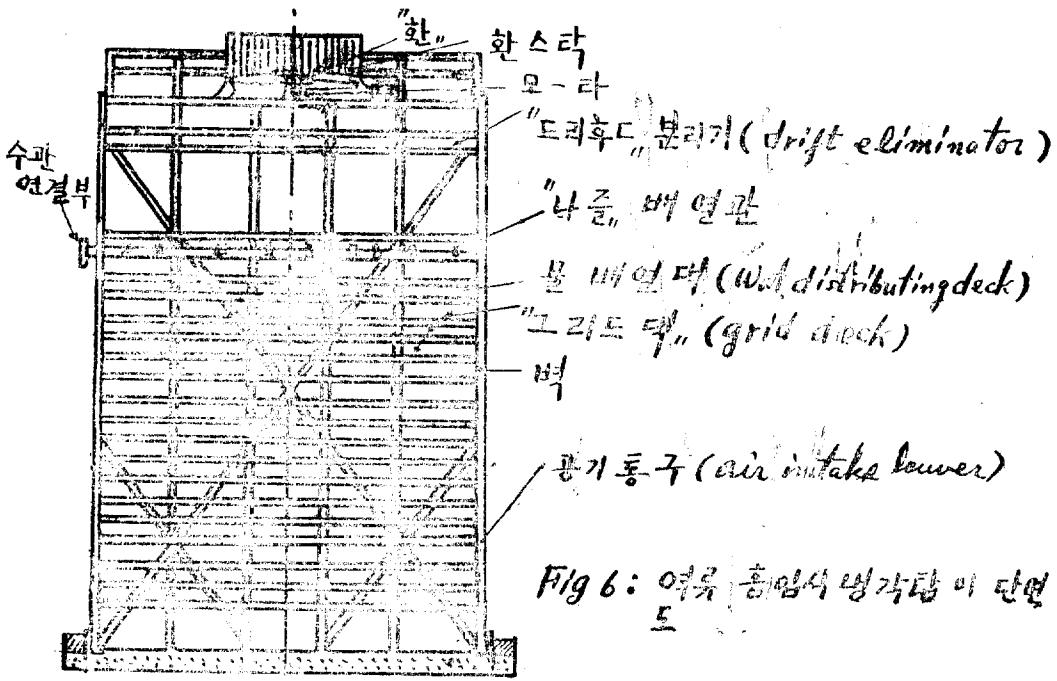 "환"
환스탁
모-타
"드리후드" 분리기 (drift eliminator)
수관
연결부
"나즐" 배열관
물 배열대 (Wat distributing deck)
"그리드 덱" (grid deck)
벽
공기통구 (air intake louver)
Fig 6: 역류 흡입식 냉각탑이 단면
도